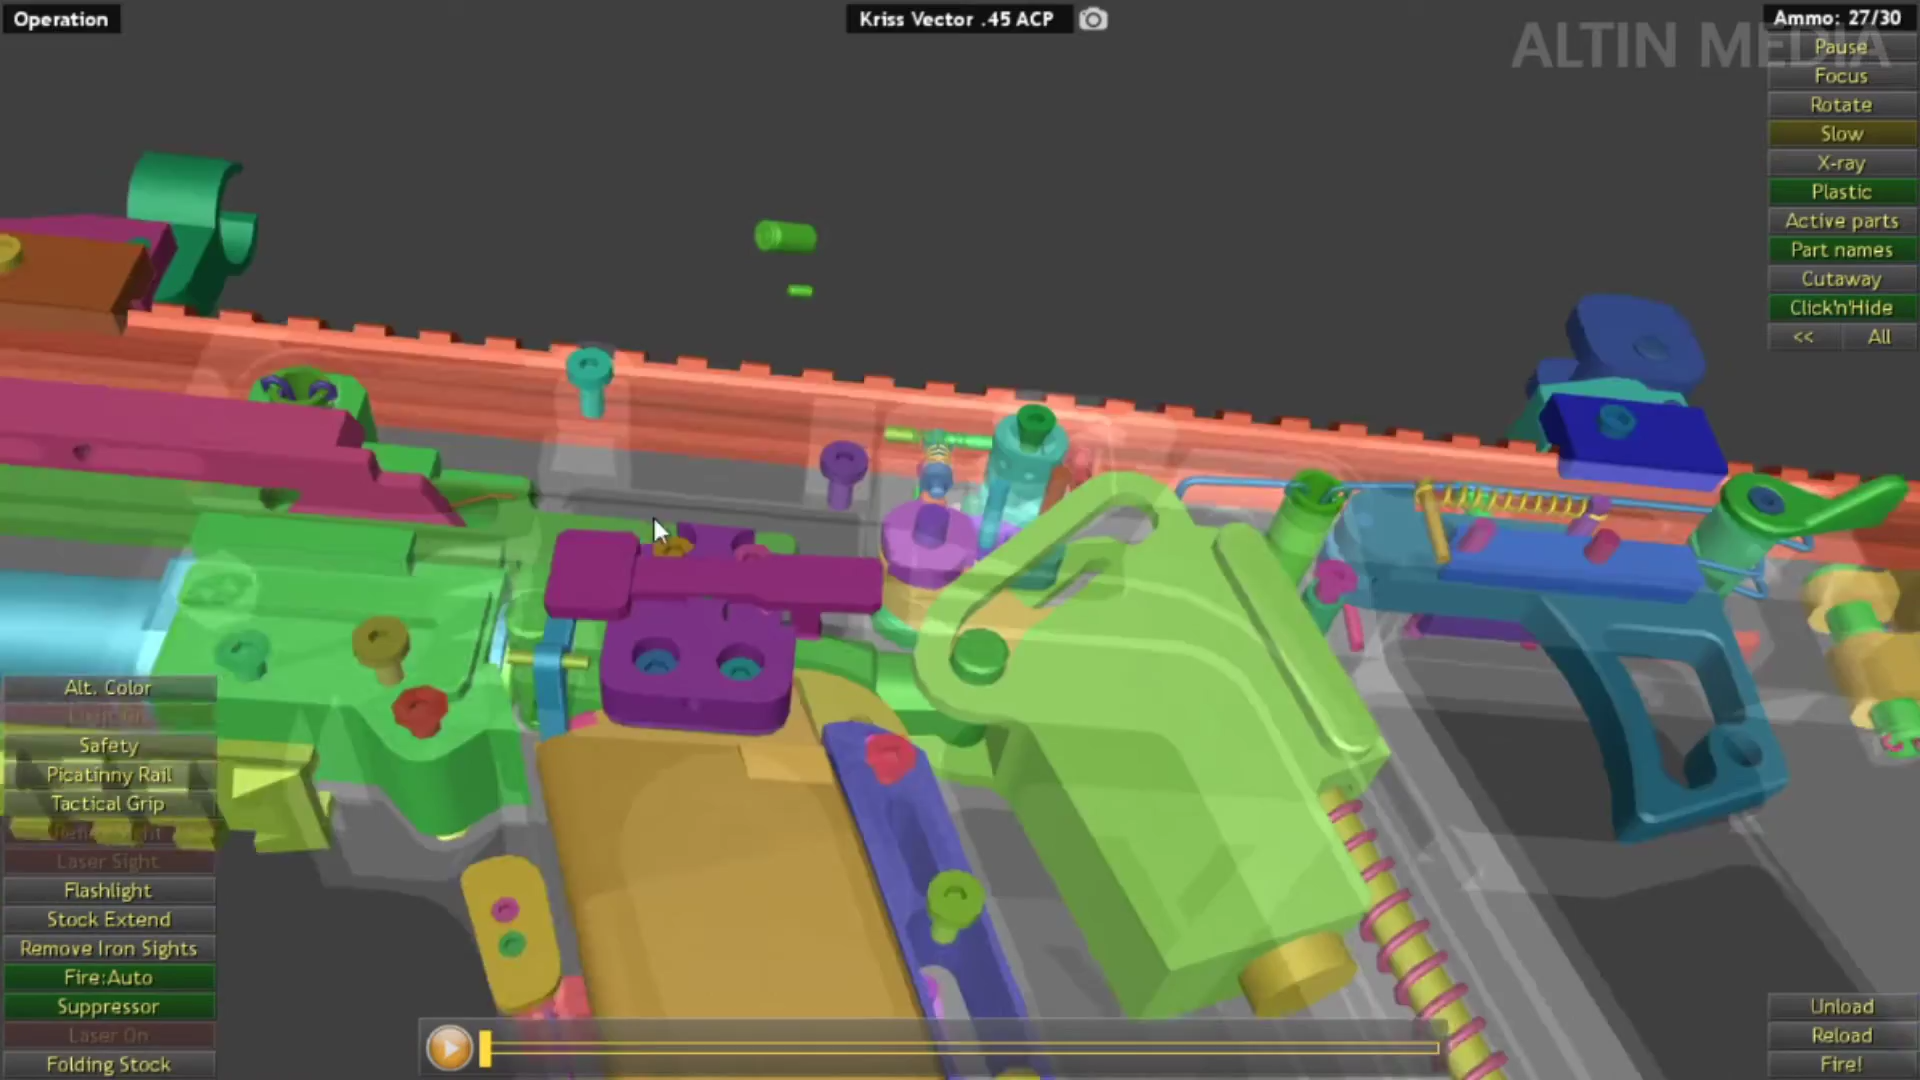 Operation
Kriss Vector .45 ACP
Ammo: 27/30
ALTIN MEDIA
Pause
Focus
Rotate
Slow
X-ray
Plastic
Active parts
Part names
Cutaway
Click'n'Hide
<< All
Alt. Color
Safety
Picatinny Rail
Tactical Grip
Laser Sight
Flashlight
Stock Extend
Remove Iron Sights
Fire:Auto
Suppressor
Laser On
Folding Stock
Unload
Reload
Fire!